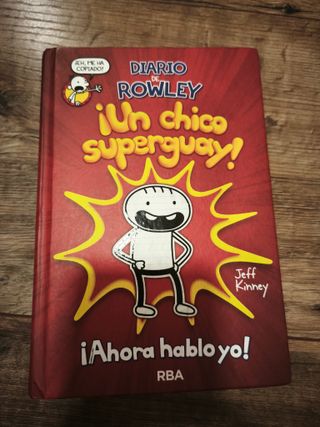 ¡EH, ME HA
COPIADO!
DIARIO
DE
ROWLEY
¡Un chico
superguay!
Jeff
Kinney
¡Ahora hablo yo!
RBA